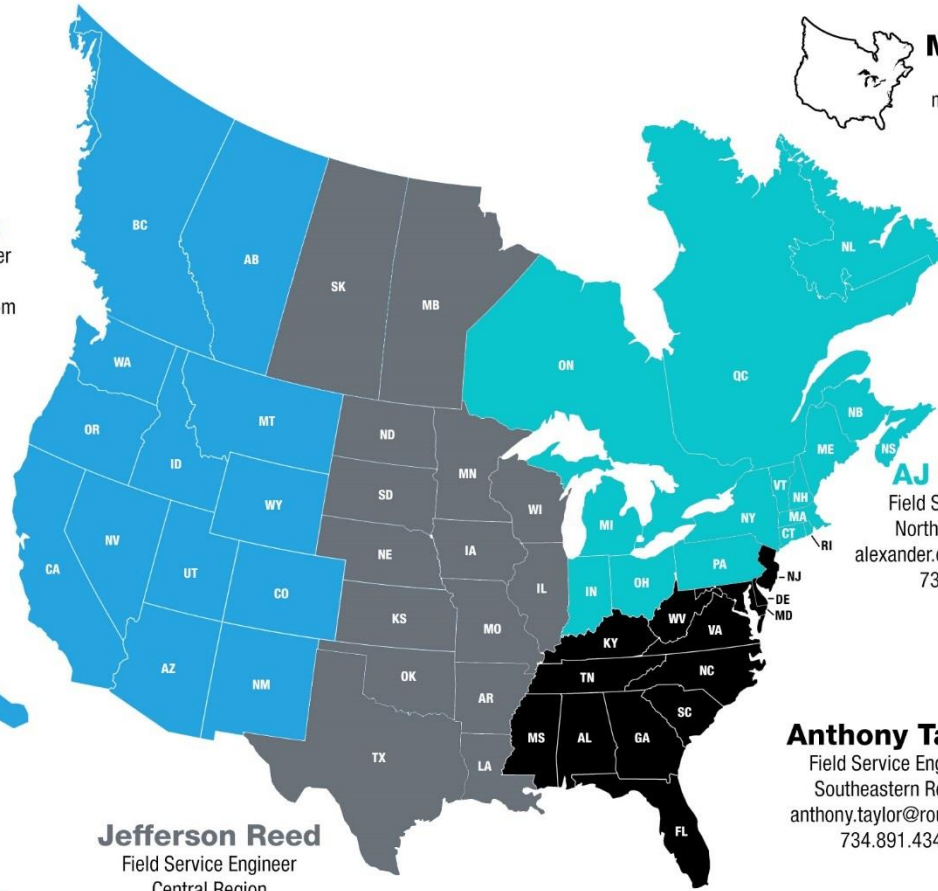 M
BC
AB
SK
MB
ON
QC
NL
NB
NS
WA
OR
ID
MT
WY
CA
NV
UT
CO
AZ
NM
ND
SD
NE
KS
OK
TX
MN
IA
MO
AR
LA
WI
IL
MI
IN
OH
PA
NY
VT
NH
ME
MA
CT
RI
NJ
DE
MD
WV
VA
KY
TN
NC
SC
MS
AL
GA
FL
AJ
Field S
North
73
Anthony Ta
Field Service Eng
Southeastern Re
734.891.434
Jefferson Reed
Field Service Engineer
Central Region